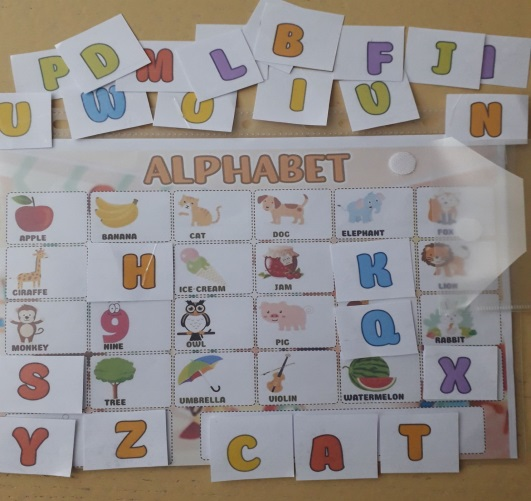 B
P D M L F J I
U W O I U N
ALPHABET
APPLE BANANA CAT DOG ELEPHANT FOX
GIRAFFE H ICE-CREAM JAM K LION
MONKEY 9 NINE OWL PIG Q RABBIT
S TREE UMBRELLA VIOLIN WATERMELON X
Y Z C A T